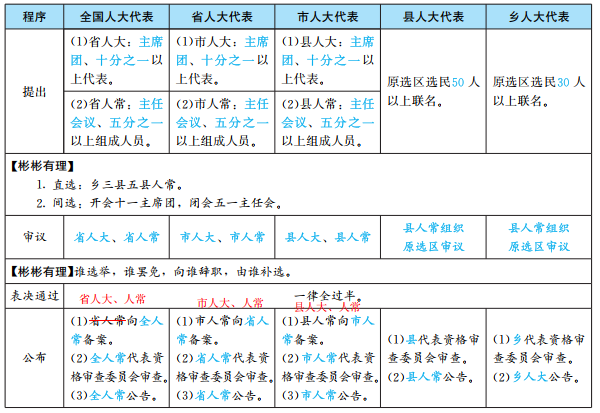 程序 全国人大代表 省人大代表 市人大代表 县人大代表 乡人大代表
提出
(1)省人大：主席
团、十分之一以
上代表。
(1)市人大：主席
团、十分之一以
上代表。
(1)县人大：主席
团、十分之一以
上代表。
(2)省人常：主任
会议、五分之一
以上组成人员。
(2)市人常：主任
会议、五分之一
以上组成人员。
(2)县人常：主任
会议、五分之一
以上组成人员。
原选区选民50 人
以上联名。
原选区选民30 人
以上联名。
【彬彬有理】
1. 直选：乡三县五县人常。
2. 间选：开会十一主席团，闭会五一主任会。
审议 省人大、省人常 市人大、市人常 县人大、县人常
县人常组织
原选区审议
县人常组织
原选区审议
【彬彬有理】谁选举，谁罢免，向谁辞职，由谁补选。
表决通过 一律全过半。
省人大、人常
市人大、人常
县人大、人常
公布
(1)省人常向全人
常备案。
(2)全人常代表资
格审查委员会审查。
(3)全人常公告。
(1)市人常向省人
常备案。
(2)省人常代表资
格审查委员会审查。
(3)省人常公告。
(1)县人常向市人
常备案。
(2)市人常代表资
格审查委员会审查。
(3)市人常公告。
(1)县代表资格审
查委员会审查。
(2)县人常公告。
(1)乡代表资格审
查委员会审查。
(2)乡人大公告。